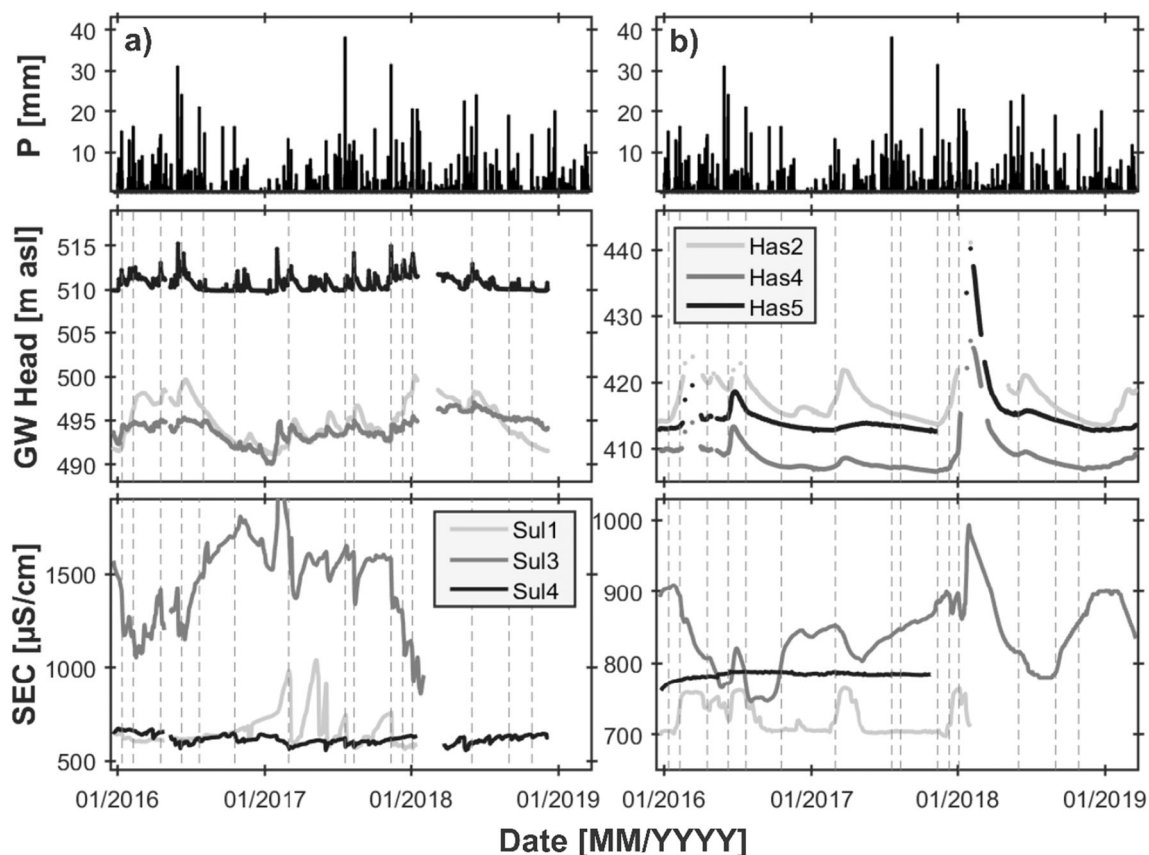 a)
b)
P [mm]
40
30
20
10
40
30
20
10
GW Head [m asl]
515
510
505
500
495
490
440
430
420
410
Has2
Has4
Has5
SEC [µS/cm]
1500
1000
500
1000
900
800
700
Sul1
Sul3
Sul4
01/2016
01/2017
01/2018
01/2019
01/2016
01/2017
01/2018
01/2019
Date [MM/YYYY]